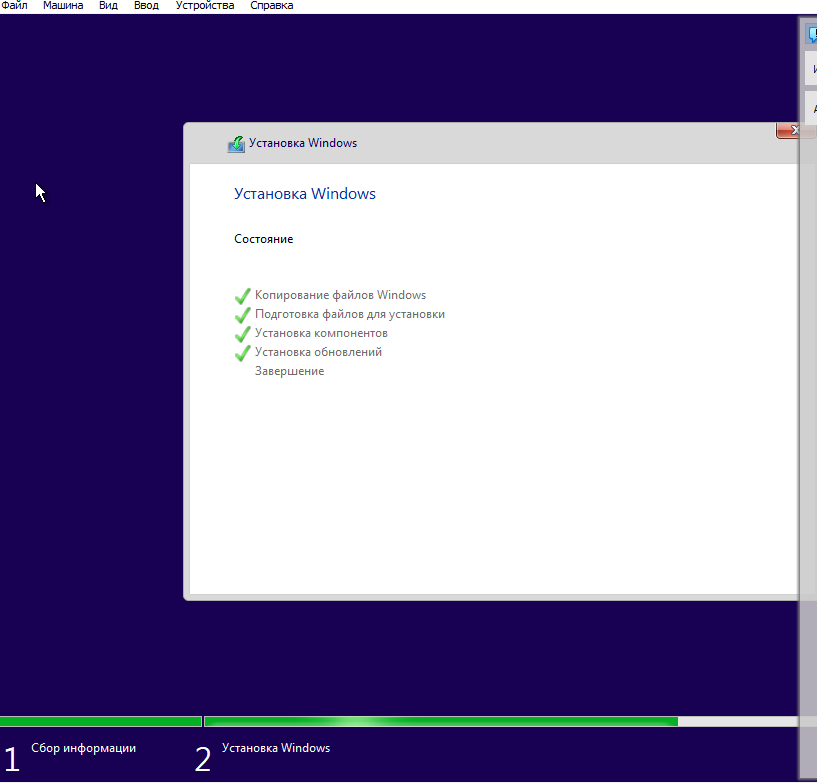 Файл Машина Вид Ввод Устройства Справка
Установка Windows
Установка Windows
Состояние
Копирование файлов Windows
Подготовка файлов для установки
Установка компонентов
Установка обновлений
Завершение
1 Сбор информации
2 Установка Windows